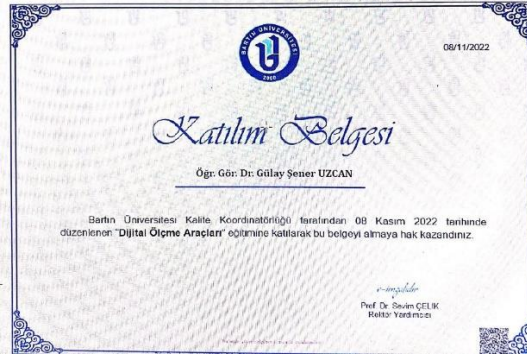 BARTIN ÜNİVERSİTESİ
2008
08/11/2022
Katılım Belgesi
Öğr. Gör. Dr. Gülay Şener UZCAN
Bartın Üniversitesi Kalite Koordinatörlüğü tarafından 08 Kasım 2022 tarihinde
düzenlenen "Dijital Ölçme Araçları" eğitimine katılarak bu belgeyi almaya hak kazandınız.
e-imzalıdır
Prof. Dr. Sevim ÇELİK
Rektör Yardımcısı